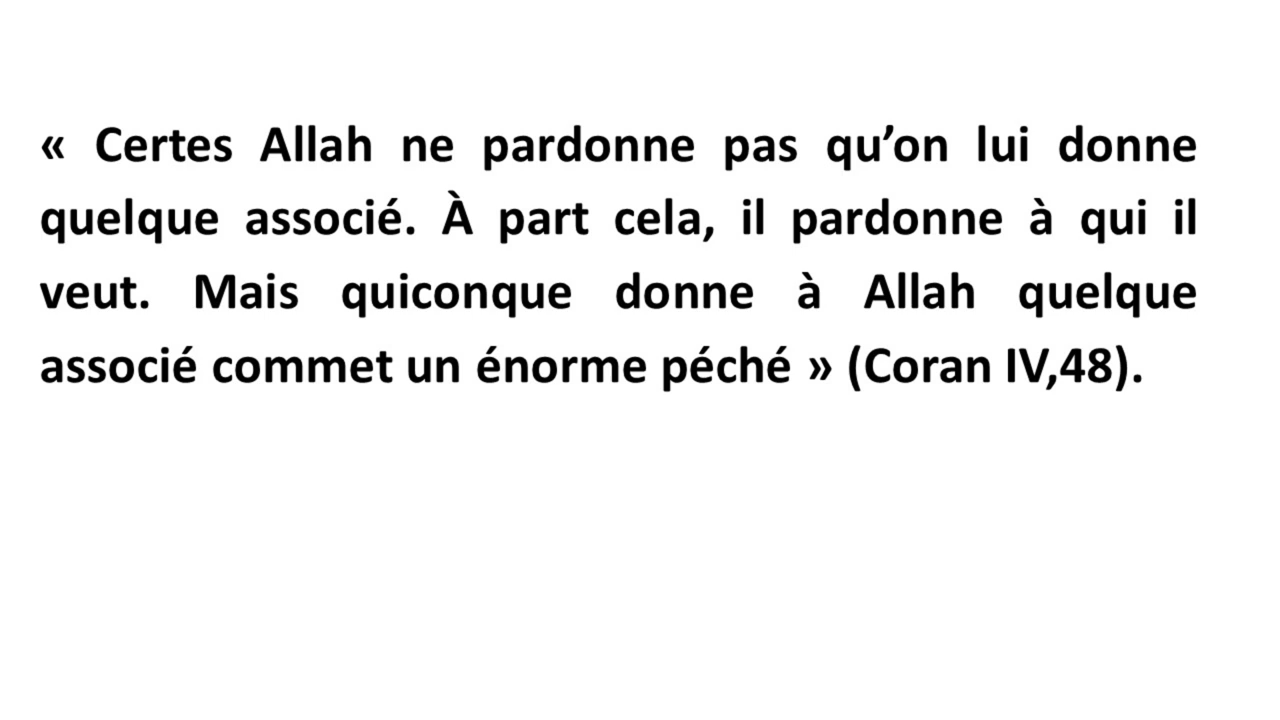 « Certes Allah ne pardonne pas qu’on lui donne
quelque associé. À part cela, il pardonne à qui il
veut. Mais quiconque donne à Allah quelque
associé commet un énorme péché » (Coran IV,48).